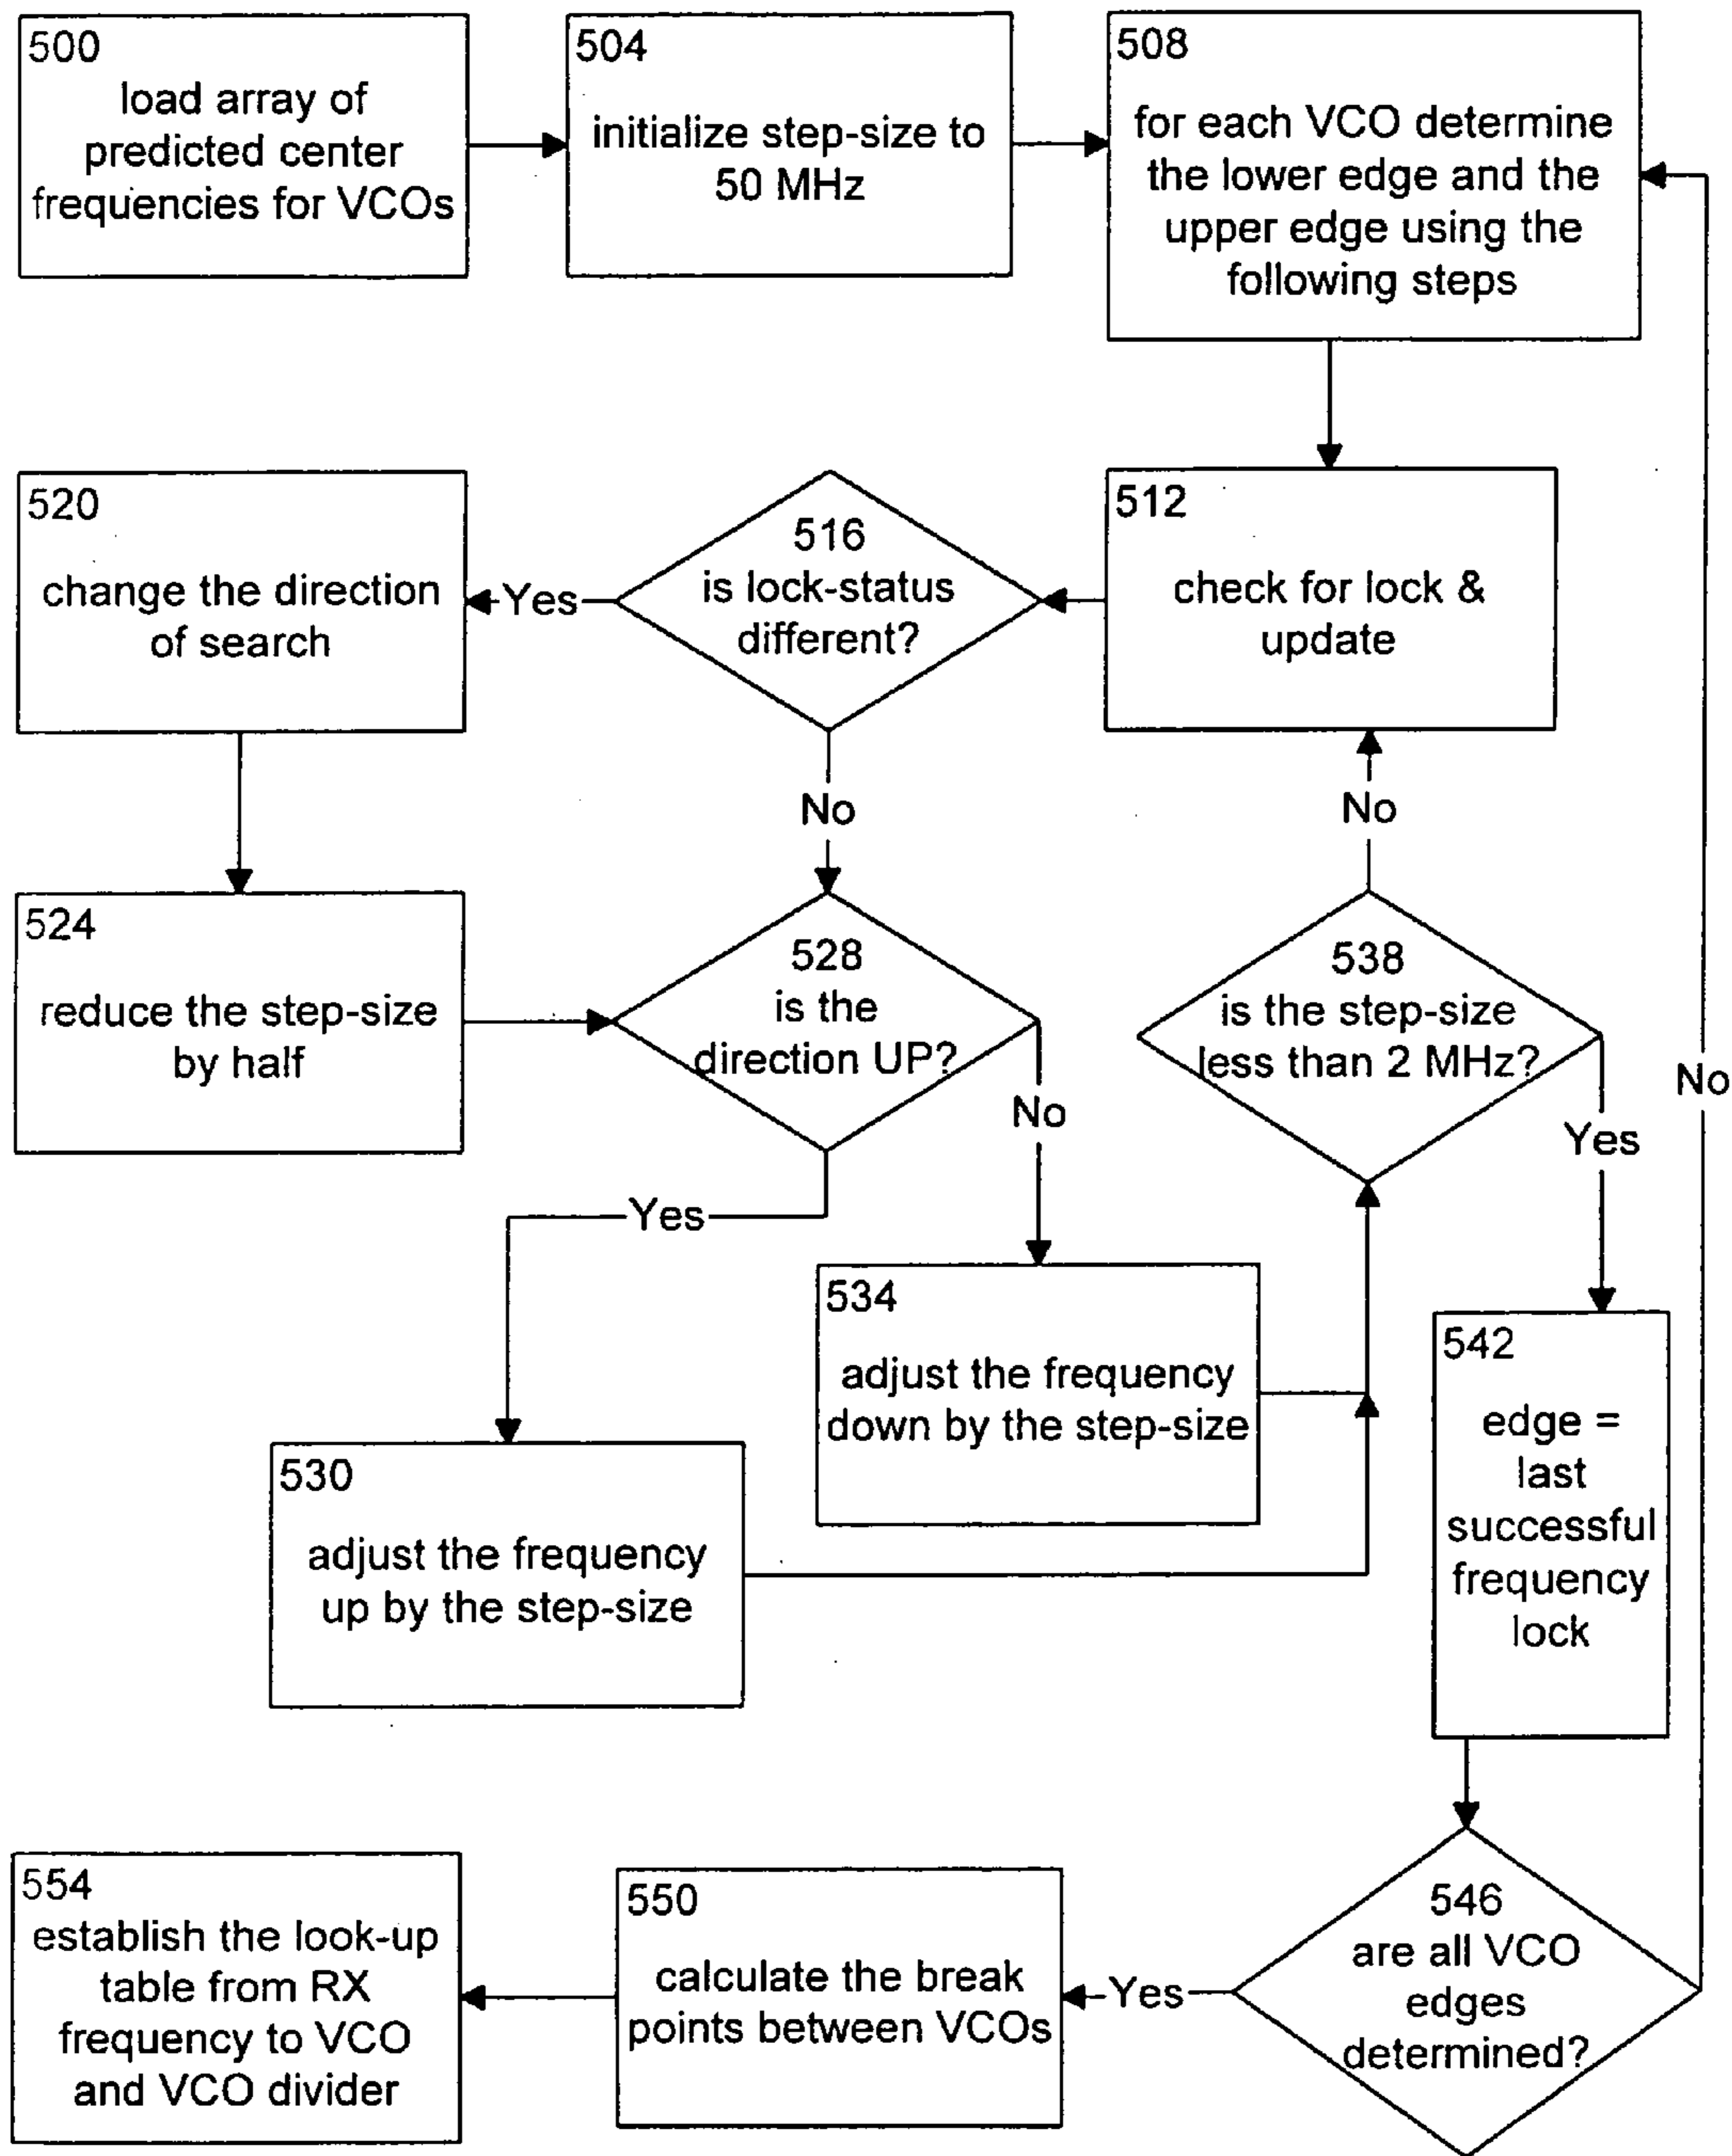 500
load array of
predicted center
frequencies for VCOs
504
initialize step-size to
50 MHz
508
for each VCO determine
the lower edge and the
upper edge using the
following steps
512
check for lock &
update
516
is lock-status
different?
Yes
No
520
change the direction
of search
524
reduce the step-size
by half
528
is the
direction UP?
Yes
No
530
adjust the frequency
up by the step-size
534
adjust the frequency
down by the step-size
538
is the step-size
less than 2 MHz?
No
Yes
542
edge =
last
successful
frequency
lock
546
are all VCO
edges
determined?
No
Yes
550
calculate the break
points between VCOs
554
establish the look-up
table from RX
frequency to VCO
and VCO divider